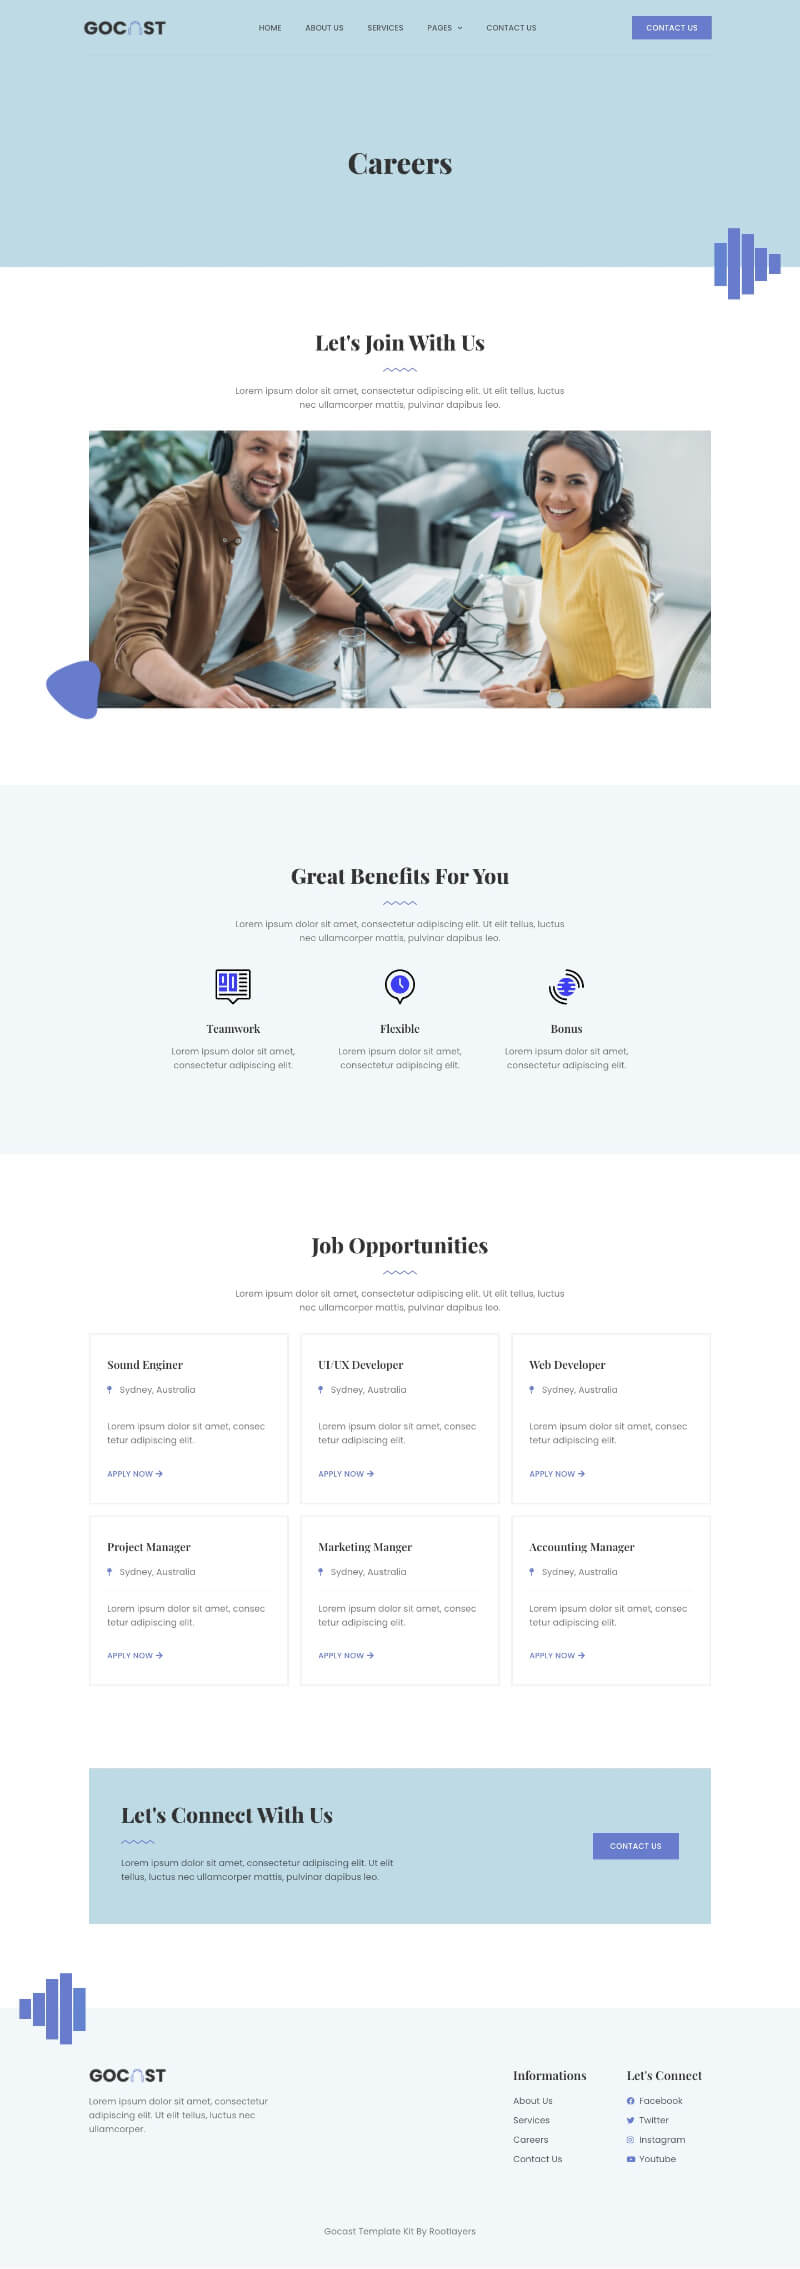 GOCAST
HOME ABOUT US SERVICES PAGES CONTACT US
CONTACT US
Careers
Let's Join With Us
Lorem ipsum dolor sit amet, consectetur adipiscing elit. Ut elit tellus, luctus
nec ullamcorper mattis, pulvinar dapibus leo.
Great Benefits For You
Lorem ipsum dolor sit amet, consectetur adipiscing elit. Ut elit tellus, luctus
nec ullamcorper mattis, pulvinar dapibus leo.
Teamwork
Lorem ipsum dolor sit amet,
consectetur adipiscing elit.
Flexible
Lorem ipsum dolor sit amet,
consectetur adipiscing elit.
Bonus
Lorem ipsum dolor sit amet,
consectetur adipiscing elit.
Job Opportunities
Lorem ipsum dolor sit amet, consectetur adipiscing elit. Ut elit tellus, luctus
nec ullamcorper mattis, pulvinar dapibus leo.
Sound Enginer
Sydney, Australia
Lorem ipsum dolor sit amet, consec
tetur adipiscing elit.
APPLY NOW
UI/UX Developer
Sydney, Australia
Lorem ipsum dolor sit amet, consec
tetur adipiscing elit.
APPLY NOW
Web Developer
Sydney, Australia
Lorem ipsum dolor sit amet, consec
tetur adipiscing elit.
APPLY NOW
Project Manager
Sydney, Australia
Lorem ipsum dolor sit amet, consec
tetur adipiscing elit.
APPLY NOW
Marketing Manger
Sydney, Australia
Lorem ipsum dolor sit amet, consec
tetur adipiscing elit.
APPLY NOW
Accounting Manager
Sydney, Australia
Lorem ipsum dolor sit amet, consec
tetur adipiscing elit.
APPLY NOW
Let's Connect With Us
Lorem ipsum dolor sit amet, consectetur adipiscing elit. Ut elit
tellus, luctus nec ullamcorper mattis, pulvinar dapibus leo.
CONTACT US
GOCAST
Lorem ipsum dolor sit amet, consectetur
adipiscing elit. Ut elit tellus, luctus nec
ullamcorper.
Informations
About Us
Services
Careers
Contact Us
Let's Connect
Facebook
Twitter
Instagram
Youtube
Gocast Template Kit By Rootlayers